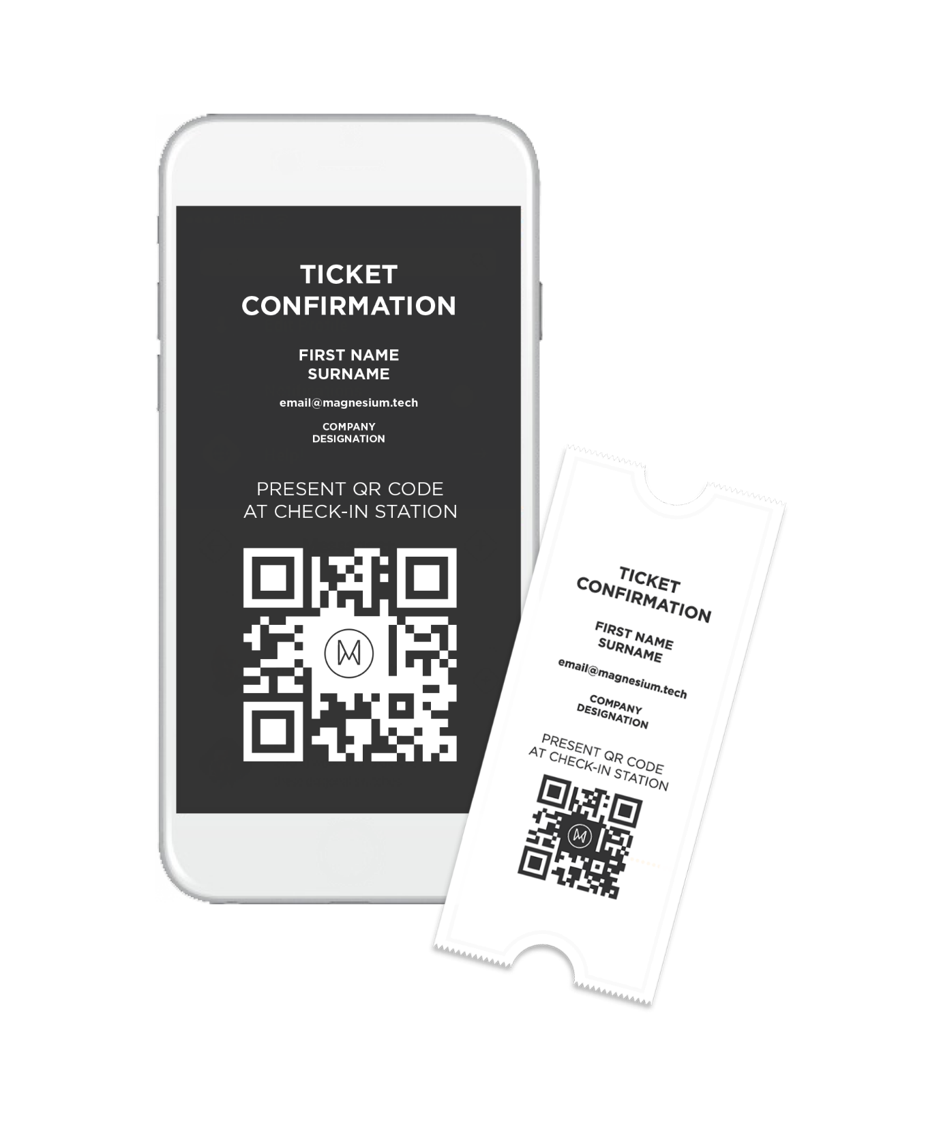 TICKET
CONFIRMATION
FIRST NAME
SURNAME
email@magnesium.tech
COMPANY
DESIGNATION
PRESENT QR CODE
AT CHECK-IN STATION
TICKET
CONFIRMATION
FIRST NAME
SURNAME
email@magnesium.tech
COMPANY
DESIGNATION
PRESENT QR CODE
AT CHECK-IN STATION